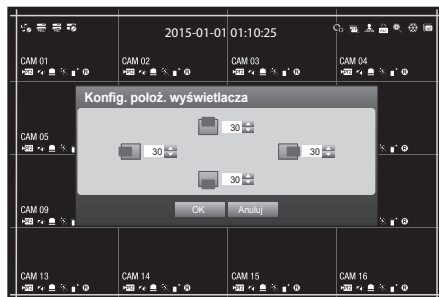 2015-01-01 01:10:25
CAM 01 CAM 02 CAM 03 CAM 04
Konfig. położ. wyświetlacza
30
CAM 05
30 30
30
CAM 09
OK Anuluj
CAM 13 CAM 14 CAM 15 CAM 16